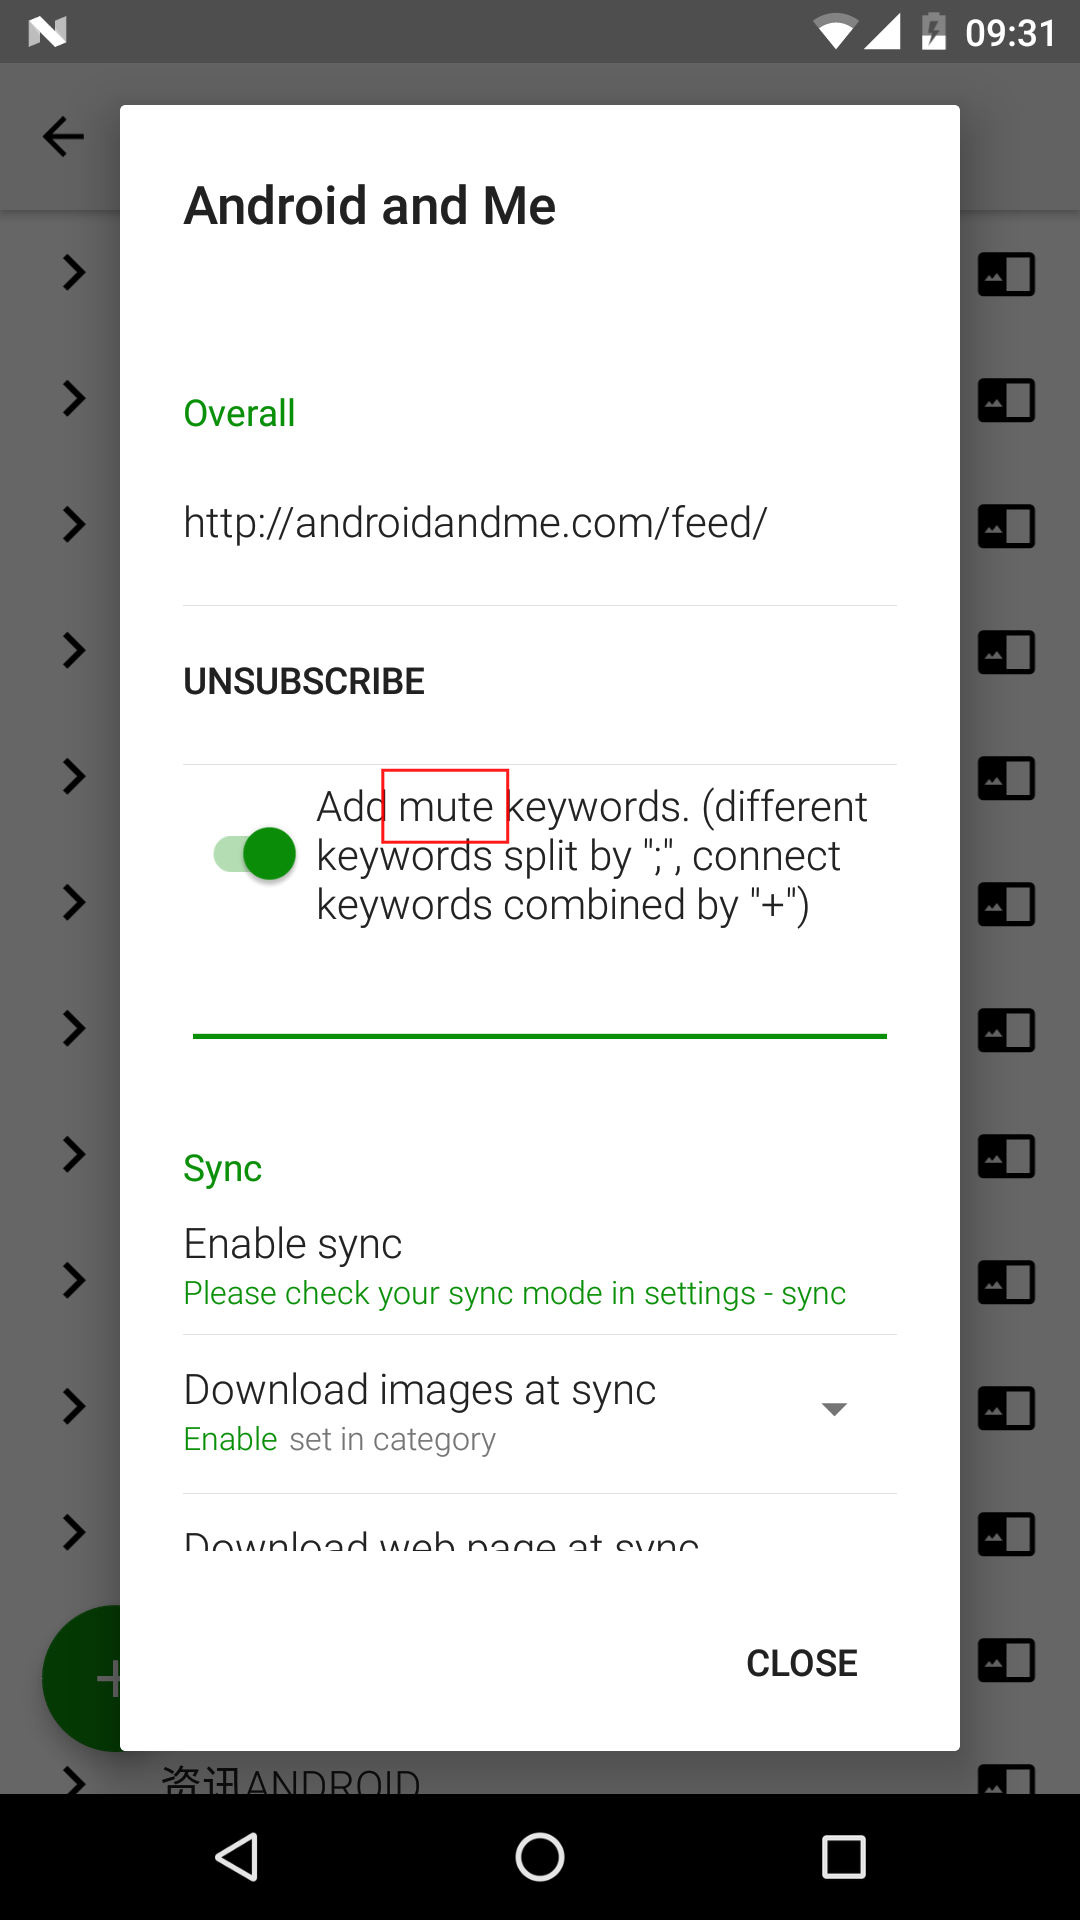 09:31
Android and Me
Overall
http://androidandme.com/feed/
UNSUBSCRIBE
Add mute keywords. (different
keywords split by ";", connect
keywords combined by "+")
Sync
Enable sync
Please check your sync mode in settings - sync
Download images at sync
Enable set in category
Download web page at sync
CLOSE
资讯ANDROID